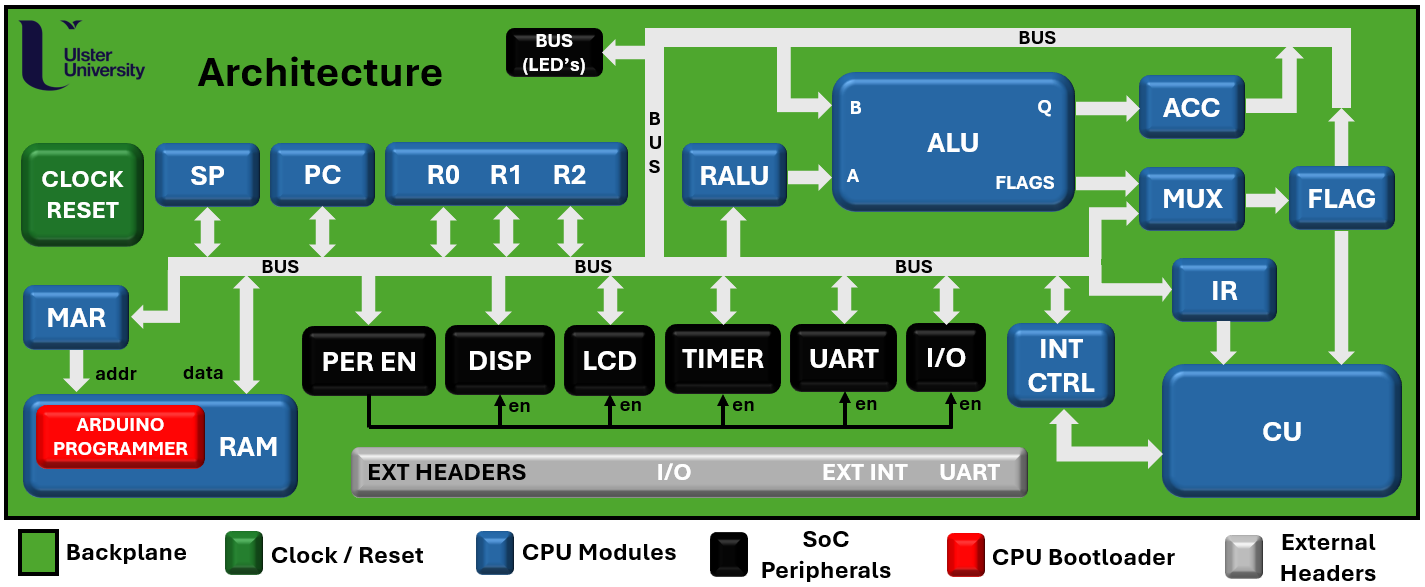 Ulster
University
Architecture
BUS
(LED's)
BUS
B
U
S
B
Q
ALU
A
FLAGS
ACC
CLOCK
RESET
SP
PC
R0 R1 R2
RALU
MUX
FLAG
BUS
BUS
BUS
MAR
IR
addr
data
PER EN
DISP
LCD
TIMER
UART
I/O
INT
CTRL
en
en
en
en
en
ARDUINO
PROGRAMMER
RAM
CU
EXT HEADERS I/O EXT INT UART
Backplane
Clock / Reset
CPU Modules
SoC
Peripherals
CPU Bootloader
External
Headers